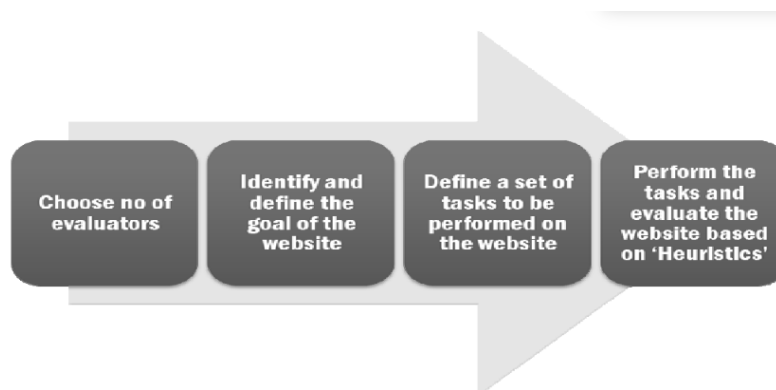 Choose no of
evaluators
Identify and
define the
goal of the
website
Define a set of
tasks to be
performed on
the website
Perform the
tasks and
evaluate the
website based
on ‘Heuristics’